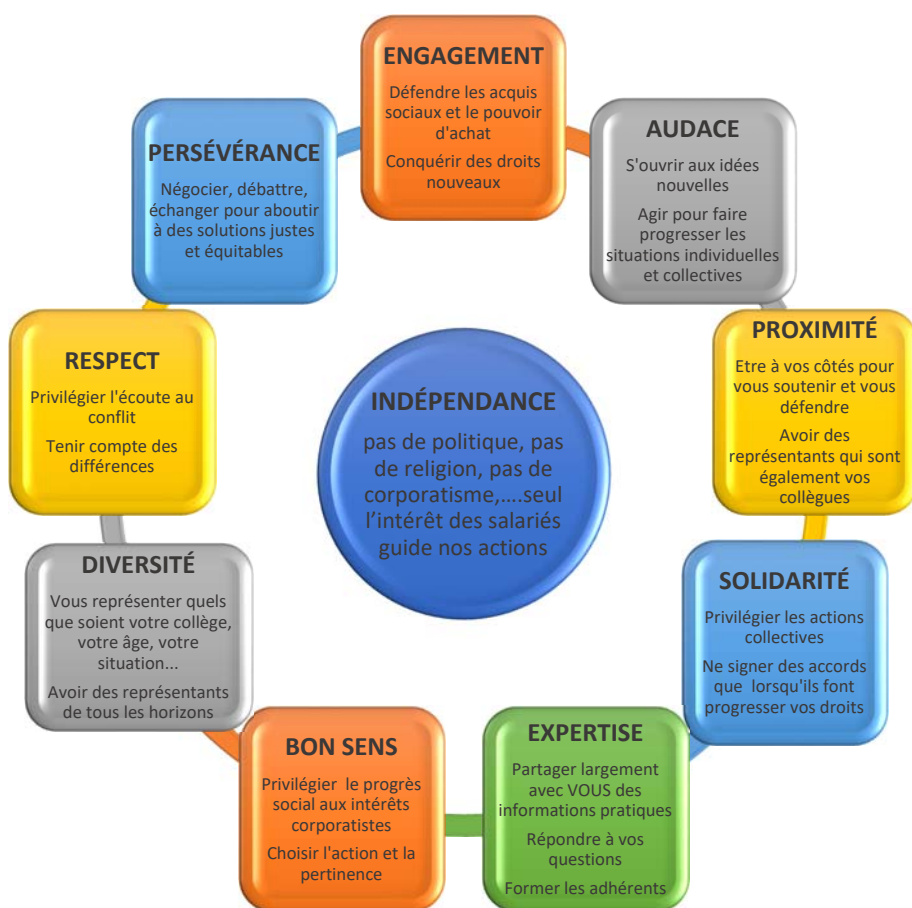 ENGAGEMENT
Défendre les acquis
sociaux et le pouvoir
d'achat
Conquérir des droits
nouveaux
AUDACE
S'ouvrir aux idées
nouvelles
Agir pour faire
progresser les
situations individuelles
et collectives
PROXIMITÉ
Etre à vos côtés pour
vous soutenir et vous
défendre
Avoir des
représentants qui sont
également vos
collègues
SOLIDARITÉ
Privilégier les actions
collectives
Ne signer des accords
que lorsqu'ils font
progresser vos droits
EXPERTISE
Partager largement
avec VOUS des
informations pratiques
Répondre à vos
questions
Former les adhérents
BON SENS
Privilégier le progrès
social aux intérêts
corporatistes
Choisir l'action et la
pertinence
DIVERSITÉ
Vous représenter quels
que soient votre collège,
votre âge, votre
situation...
Avoir des représentants
de tous les horizons
RESPECT
Privilégier l'écoute au
conflit
Tenir compte des
différences
PERSÉVÉRANCE
Négocier, débattre,
échanger pour aboutir
à des solutions justes
et équitables
INDÉPENDANCE
pas de politique, pas
de religion, pas de
corporatisme,....seul
l’intérêt des salariés
guide nos actions